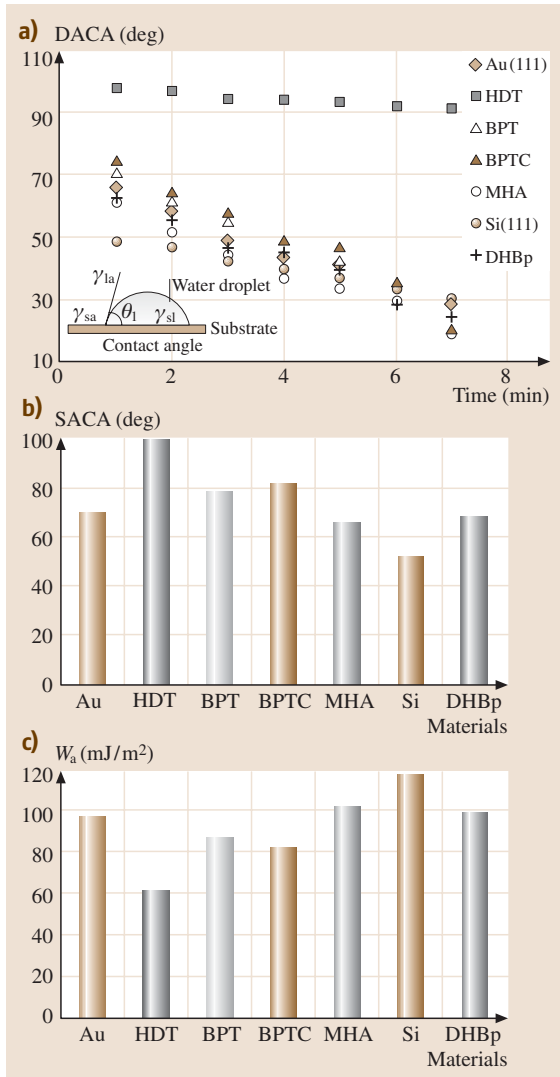 a) DACA (deg)
110
90
70
50
30
10
0 2 4 6 8
Time (min)
Au (111)
HDT
BPT
BPTC
MHA
Si(111)
DHBp
γla
γsa
θ1
γsl
Water droplet
Substrate
Contact angle
b) SACA (deg)
100
80
60
40
20
0
Au HDT BPT BPTC MHA Si DHBp
Materials
c) Wa (mJ/m²)
120
100
80
60
40
20
0
Au HDT BPT BPTC MHA Si DHBp
Materials